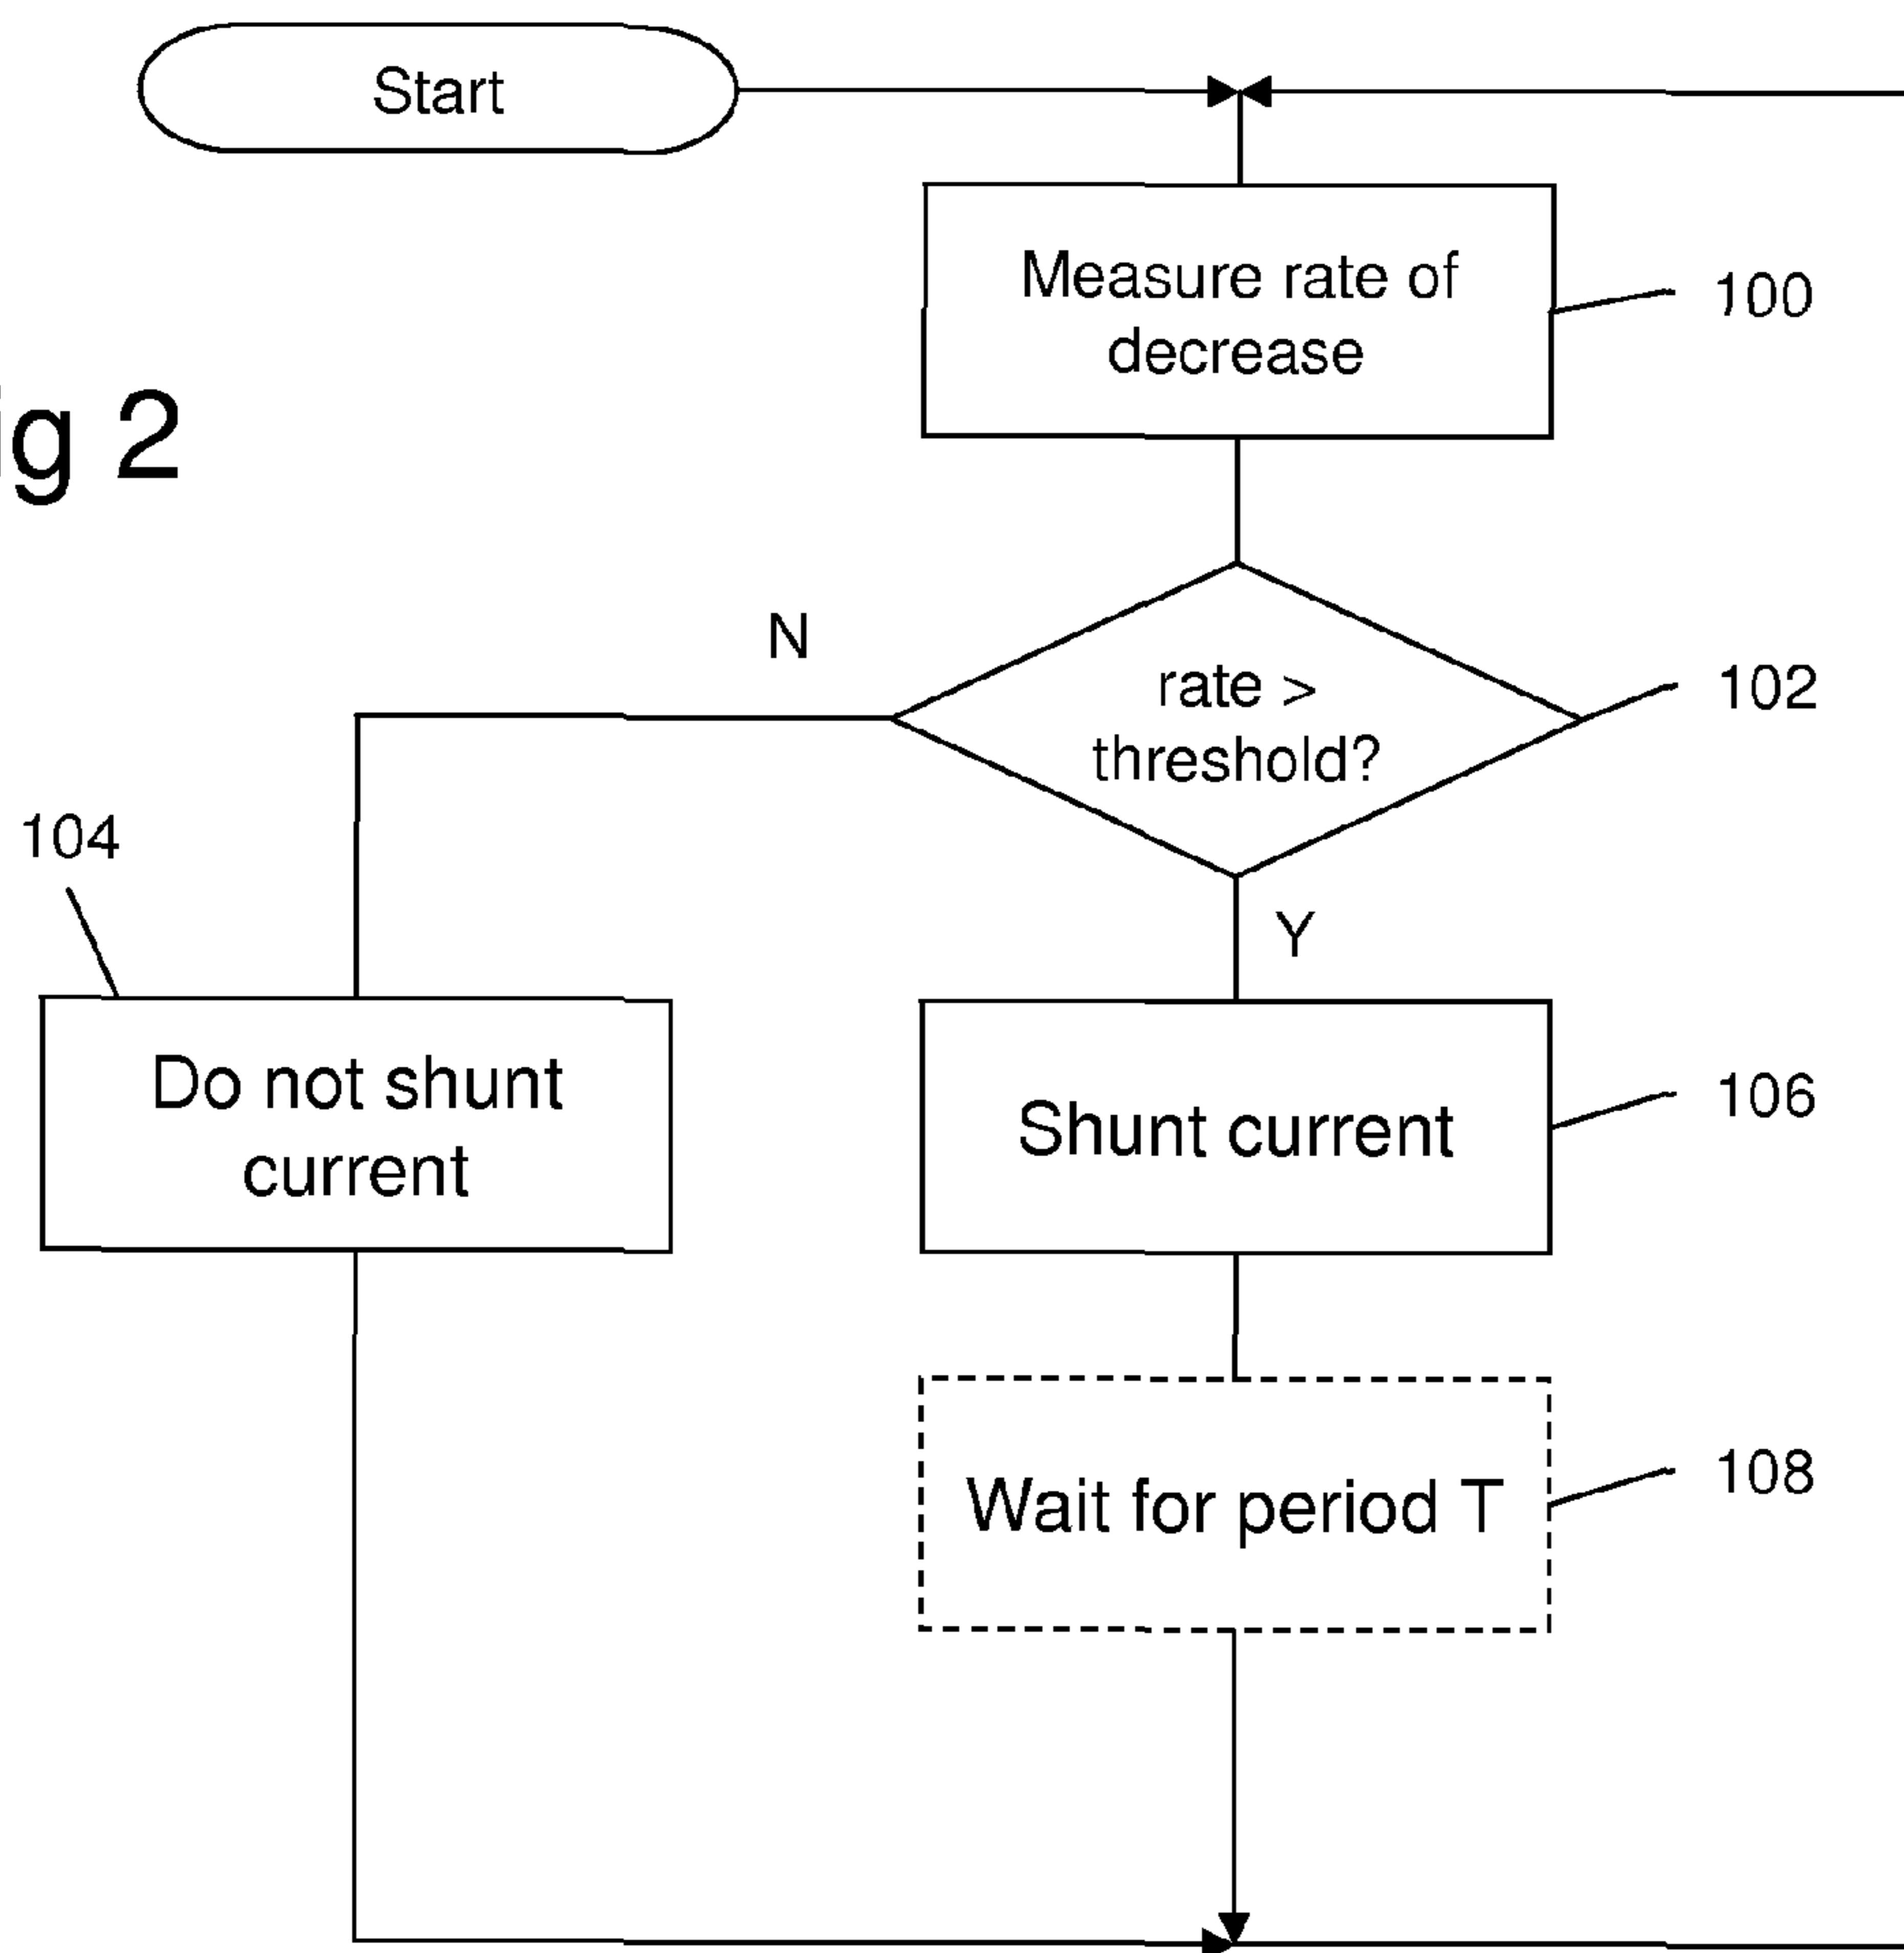 Start
Measure rate of
decrease
100
ig 2
N
rate >
threshold?
102
104
Y
Do not shunt
current
Shunt current
106
Wait for period T
108